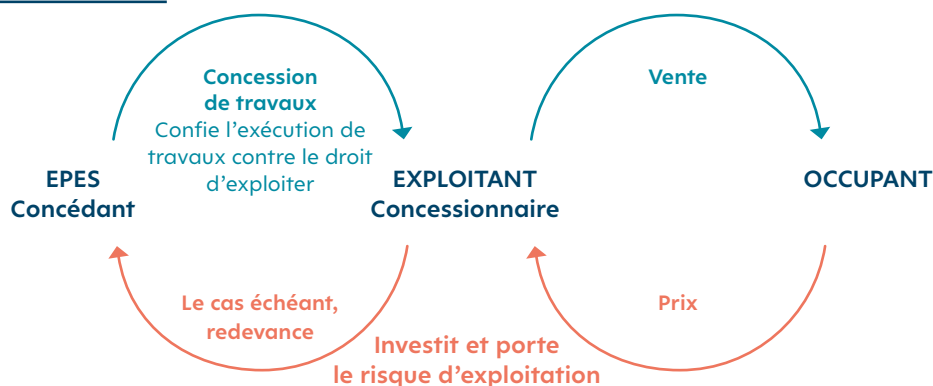 Concession
de travaux
Confie l’exécution de
travaux contre le droit
d’exploiter
Vente
EPES
Concédant
EXPLOITANT
Concessionnaire
OCCUPANT
Le cas échéant,
redevance
Prix
Investit et porte
le risque d’exploitation